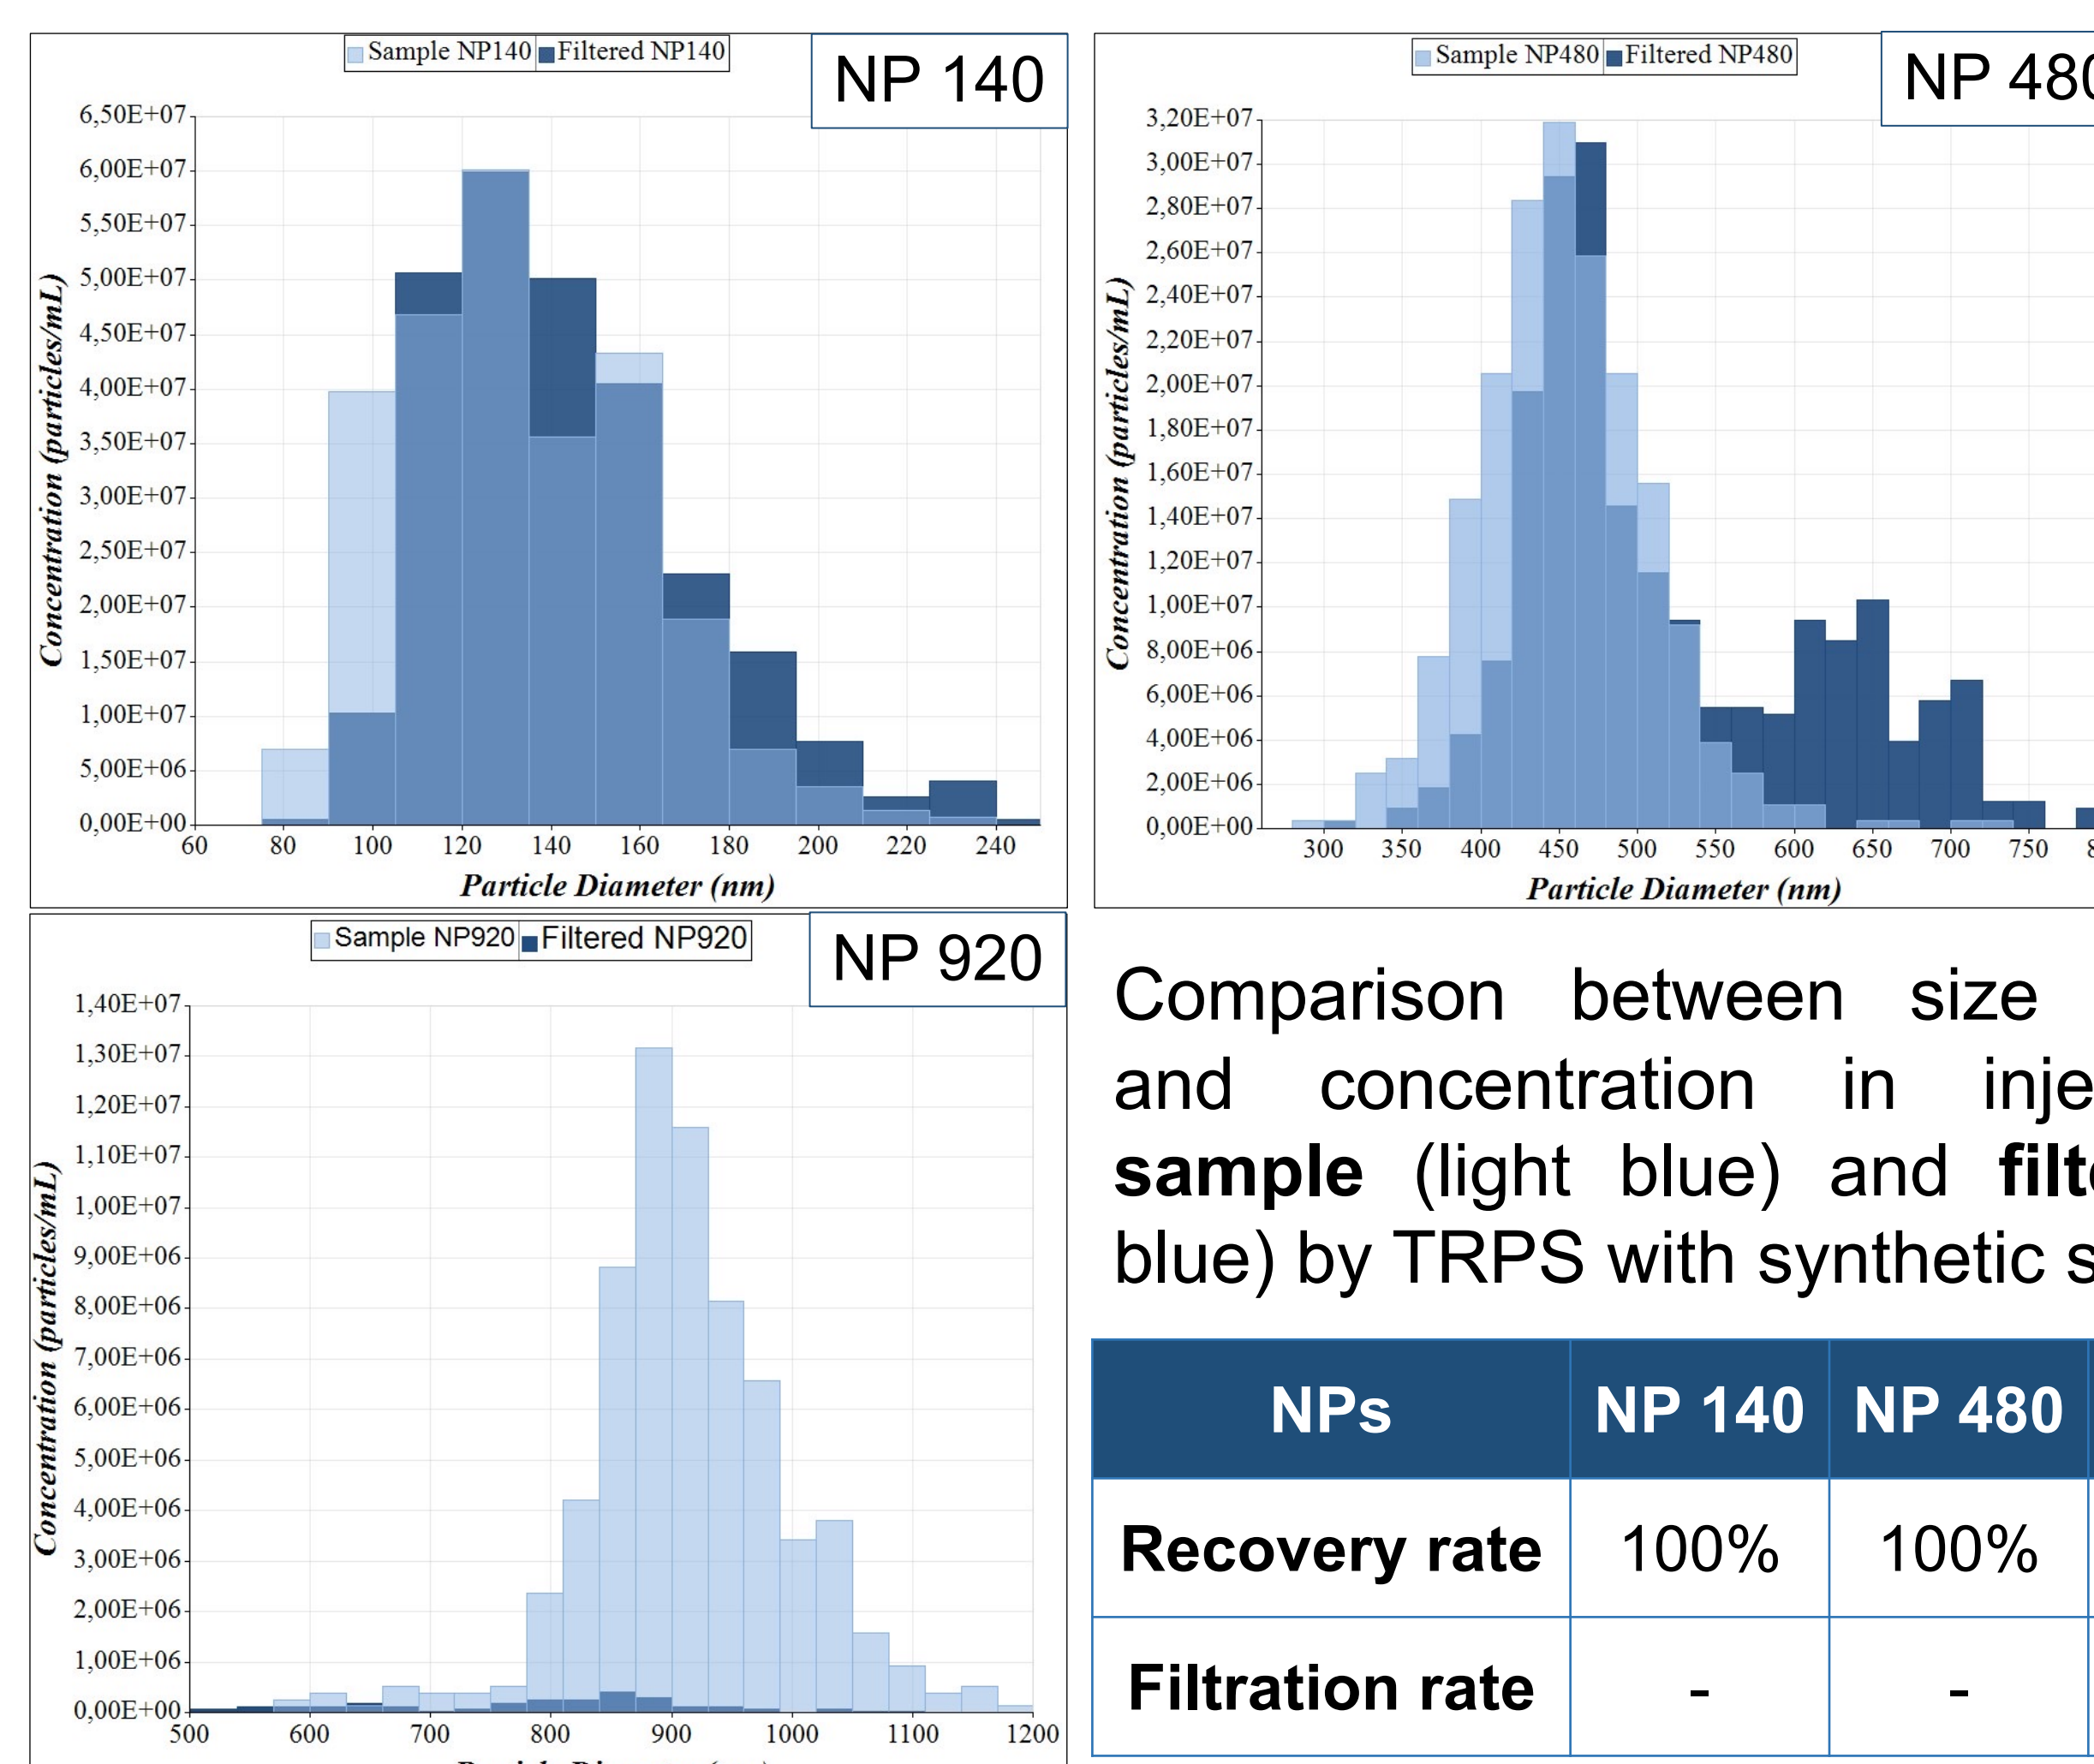 Sample NP140 Filtered NP140
NP 140
6,50E+07
6,00E+07
5,50E+07
5,00E+07
4,50E+07
4,00E+07
3,50E+07
3,00E+07
2,50E+07
2,00E+07
1,50E+07
1,00E+07
5,00E+06
0,00E+00
Concentration (particles/mL)
60 80 100 120 140 160 180 200 220 240
Particle Diameter (nm)
Sample NP480 Filtered NP480
NP 480
3,20E+07
3,00E+07
2,80E+07
2,60E+07
2,40E+07
2,20E+07
2,00E+07
1,80E+07
1,60E+07
1,40E+07
1,20E+07
1,00E+07
8,00E+06
6,00E+06
4,00E+06
2,00E+06
0,00E+00
Concentration (particles/mL)
300 350 400 450 500 550 600 650 700 750
Particle Diameter (nm)
Sample NP920 Filtered NP920
NP 920
1,40E+07
1,30E+07
1,20E+07
1,10E+07
1,00E+07
9,00E+06
8,00E+06
7,00E+06
6,00E+06
5,00E+06
4,00E+06
3,00E+06
2,00E+06
1,00E+06
0,00E+00
Concentration (particles/mL)
500 600 700 800 900 1000 1100 1200
Comparison between size
and concentration in inje
sample (light blue) and filt
blue) by TRPS with synthetic s
NPs NP 140 NP 480
Recovery rate 100% 100%
Filtration rate - -